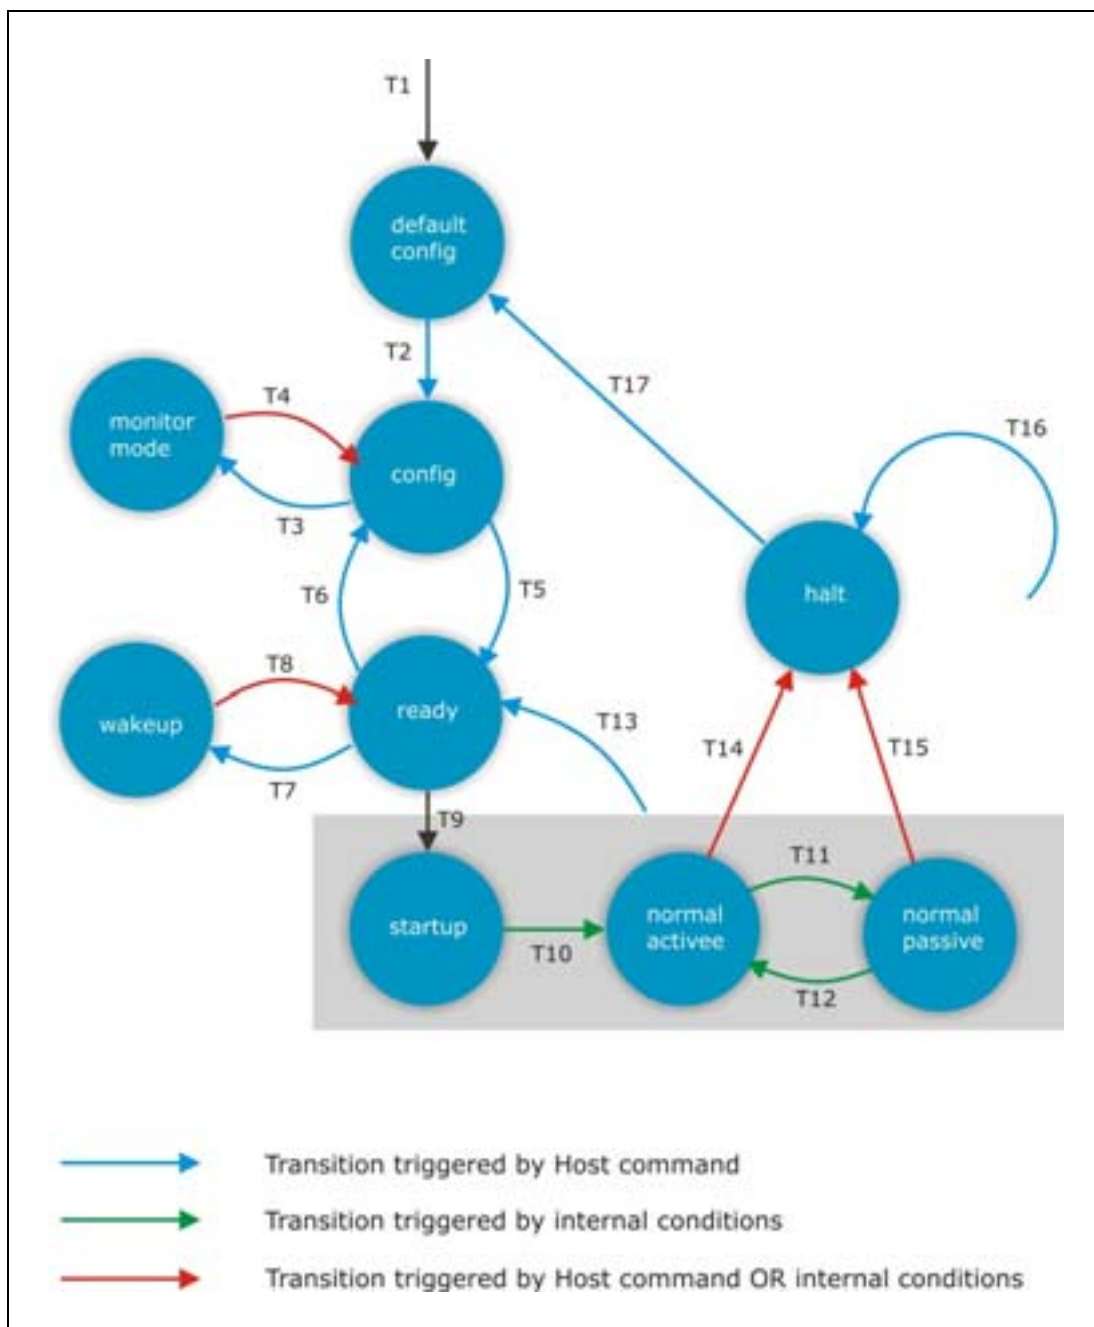 T1
default
config
T2
T17
T4
monitor
mode
config
T16
T3
T6
T5
halt
T8
wakeup
ready
T13
T14
T15
T7
T9
T11
startup
normal
activee
normal
passive
T10
T12
Transition triggered by Host command
Transition triggered by internal conditions
Transition triggered by Host command OR internal conditions